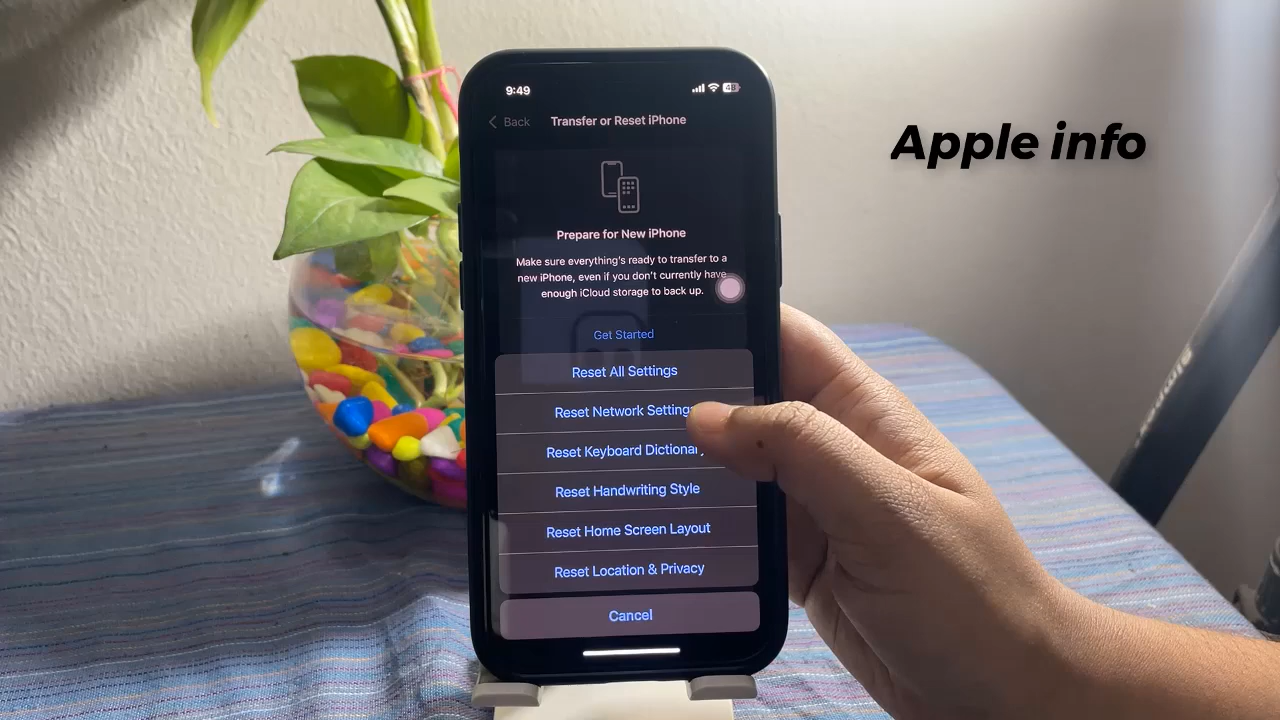 9:49
48
Back
Transfer or Reset iPhone
Apple info
Prepare for New iPhone
Make sure everything's ready to transfer to a
new iPhone, even if you don't currently have
enough iCloud storage to back up.
Get Started
Reset All Settings
Reset Network Setting
Reset Keyboard Dictionary
Reset Handwriting Style
Reset Home Screen Layout
Reset Location & Privacy
Cancel